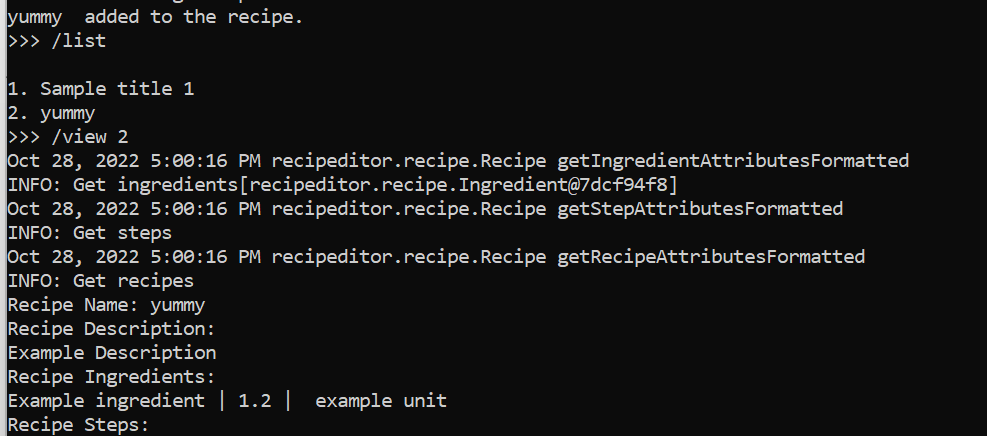 yummy  added to the recipe.
>>> /list
1. Sample title 1
2. yummy
>>> /view 2
Oct 28, 2022 5:00:16 PM recipeditor.recipe.Recipe getIngredientAttributesFormatted
INFO: Get ingredients[recipeditor.recipe.Ingredient@7dcf94f8]
Oct 28, 2022 5:00:16 PM recipeditor.recipe.Recipe getStepAttributesFormatted
INFO: Get steps
Oct 28, 2022 5:00:16 PM recipeditor.recipe.Recipe getRecipeAttributesFormatted
INFO: Get recipes
Recipe Name: yummy
Recipe Description:
Example Description
Recipe Ingredients:
Example ingredient | 1.2 |  example unit
Recipe Steps: